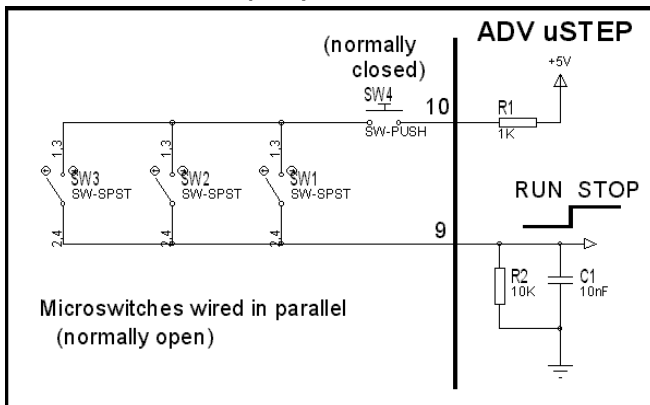 ADV uSTEP
(normally
closed)
+5V
SW4
10
R1
SW-PUSH
1K
1,3
1,3
1,3
SW3
SW-SPST
SW2
SW-SPST
SW1
SW-SPST
RUN STOP
2,4
2,4
2,4
9
R2
10K
C1
10nF
Microswitches wired in parallel
(normally open)